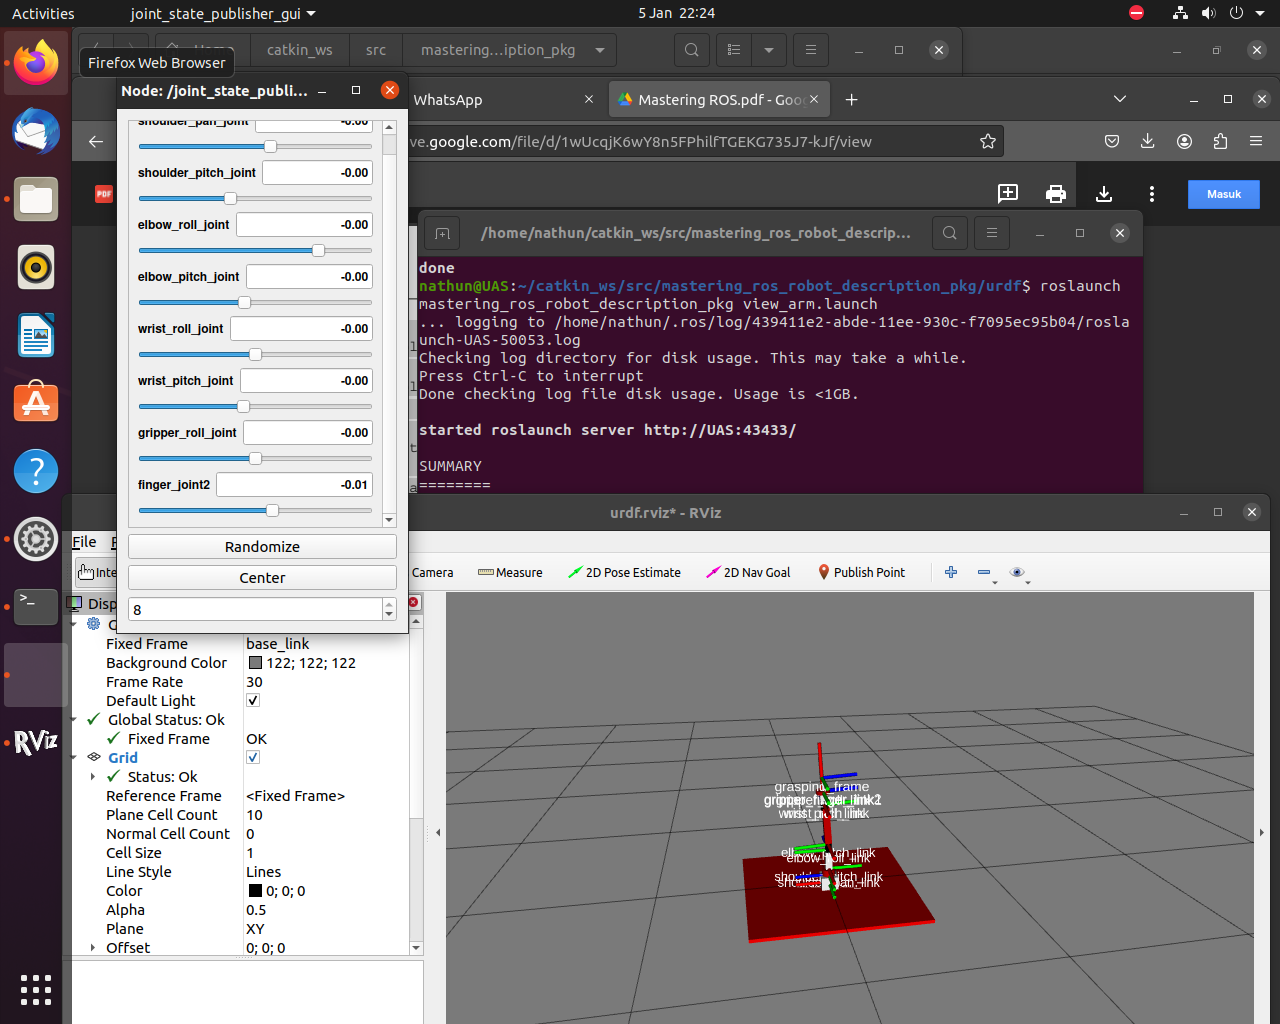 Activities
joint_state_publisher_gui
5 Jan 22:24
Home
catkin_ws
src
mastering...iption_pkg
Firefox Web Browser
Node: /joint_state_publi...
WhatsApp
Mastering ROS.pdf - Goo
ve.google.com/file/d/1wUcqjK6wY8n5FPhilfTGEKG735J7-kJf/view
PDF
Masuk
shoulder_pan_joint
-0.00
shoulder_pitch_joint
-0.00
elbow_roll_joint
-0.00
elbow_pitch_joint
-0.00
wrist_roll_joint
-0.00
wrist_pitch_joint
-0.00
gripper_roll_joint
-0.00
finger_joint2
-0.01
Randomize
Center
8
/home/nathun/catkin_ws/src/mastering_ros_robot_descrip...
done
nathun@UAS:~/catkin_ws/src/mastering_ros_robot_description_pkg/urdf$ roslaunch
mastering_ros_robot_description_pkg view_arm.launch
... logging to /home/nathun/.ros/log/439411e2-abde-11ee-930c-f7095ec95b04/rosla
unch-UAS-50053.log
Checking log directory for disk usage. This may take a while.
Press Ctrl-C to interrupt
Done checking log file disk usage. Usage is <1GB.
started roslaunch server http://UAS:43433/
SUMMARY
========
urdf.rviz* - RViz
File
Inte
Camera
Measure
2D Pose Estimate
2D Nav Goal
Publish Point
Disp
G
Fixed Frame
base_link
Background Color
122; 122; 122
Frame Rate
30
Default Light
Global Status: Ok
Fixed Frame
OK
Grid
Status: Ok
Reference Frame
<Fixed Frame>
Plane Cell Count
10
Normal Cell Count
0
Cell Size
1
Line Style
Lines
Color
0; 0; 0
Alpha
0.5
Plane
XY
Offset
0; 0; 0
RViz
grasping_frame